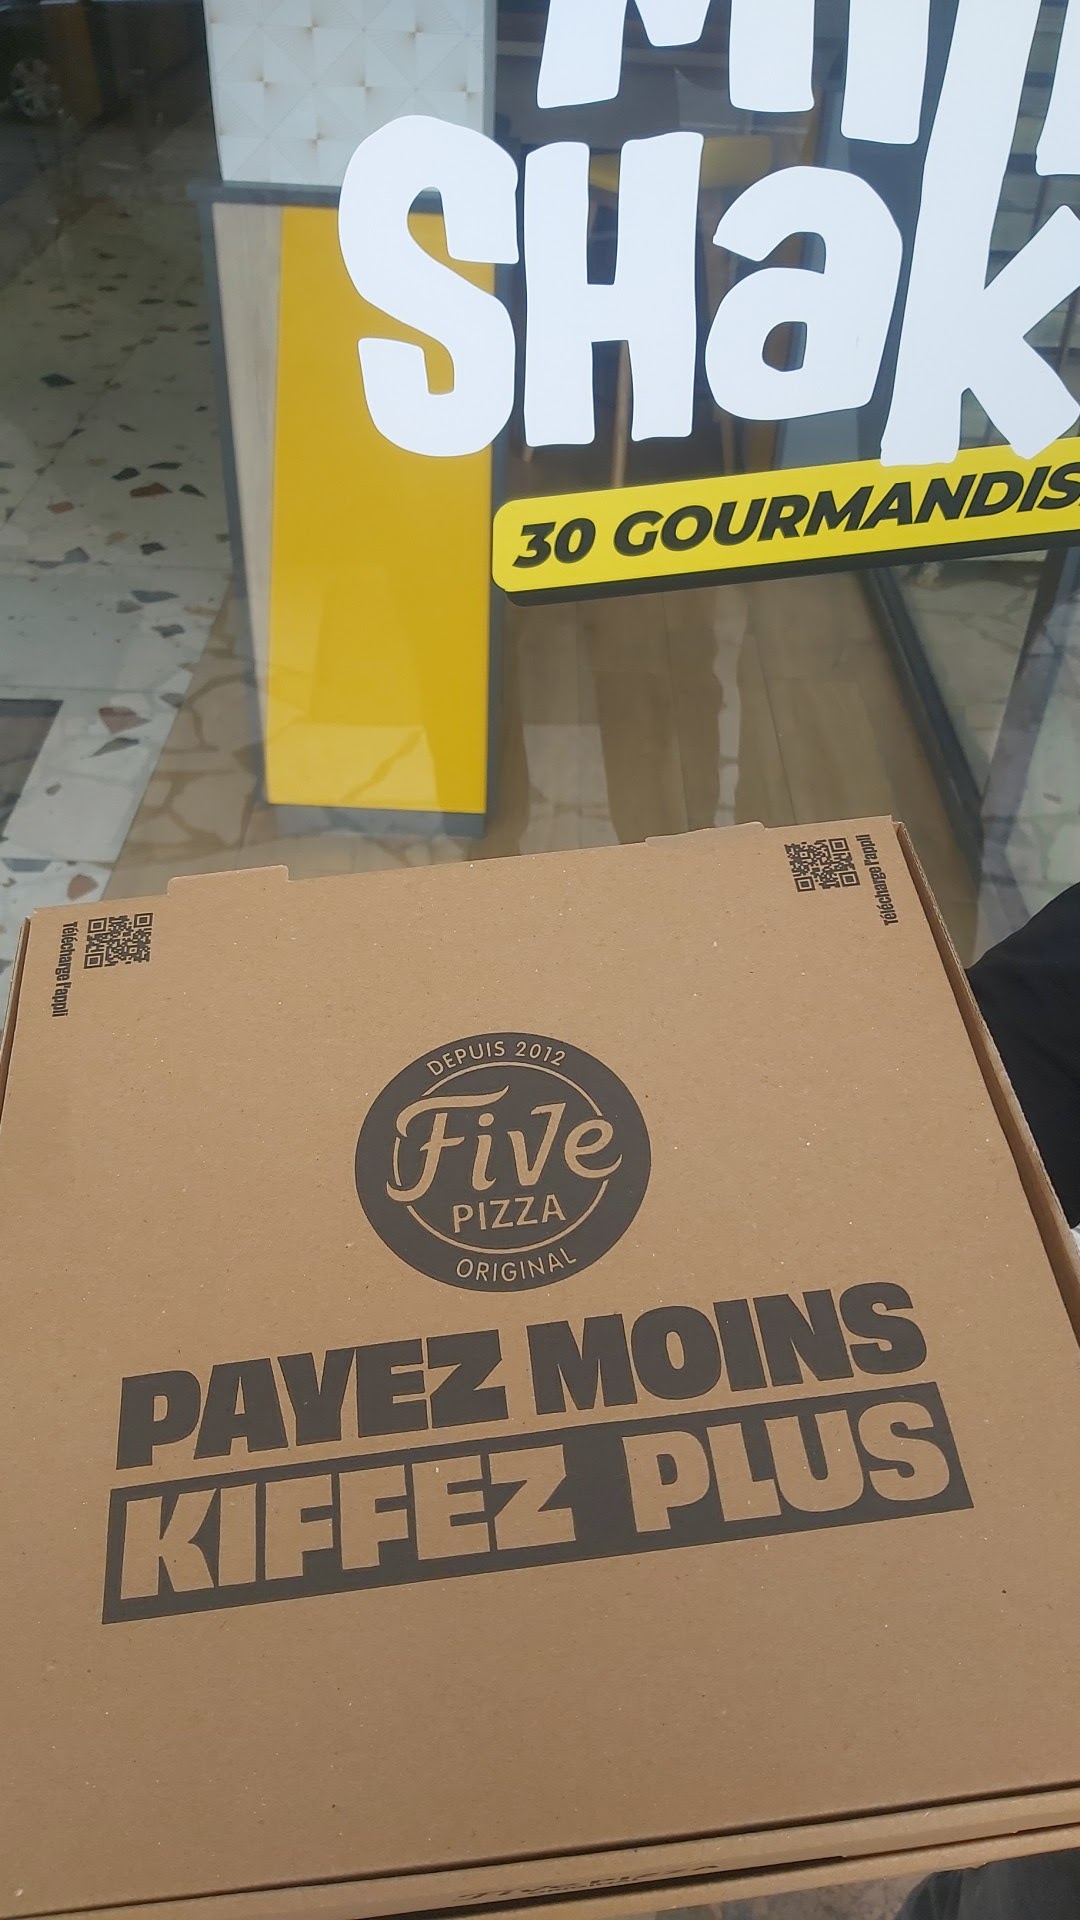 SHak
30 GOURMANDIS
Télécharge l'appli
Télécharge l'appli
DEPUIS 2012
Five
PIZZA
ORIGINAL
PAYEZ MOINS
KIFFEZ PLUS